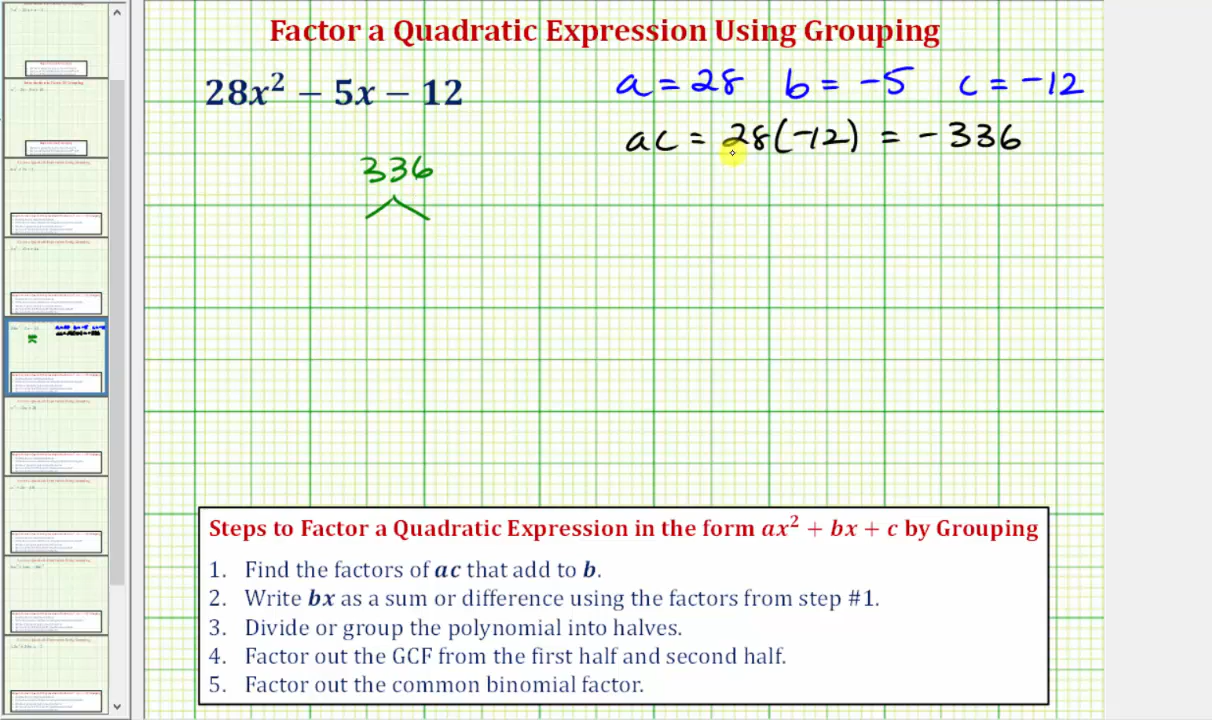 Factor a Quadratic Expression Using Grouping
28x² − 5x − 12
a = 28 b = -5 c = -12
ac = 28(-12) = -336
336
Steps to Factor a Quadratic Expression in the form ax² + bx + c by Grouping
1. Find the factors of ac that add to b.
2. Write bx as a sum or difference using the factors from step #1.
3. Divide or group the polynomial into halves.
4. Factor out the GCF from the first half and second half.
5. Factor out the common binomial factor.